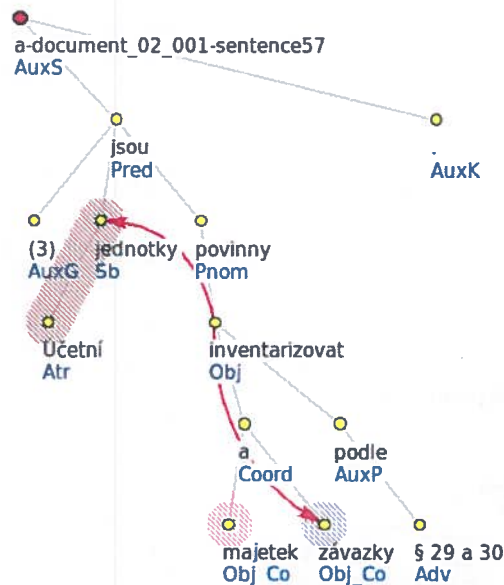 a-document_02_001-sentence57
AuxS
jsou
Pred
.
AuxK
(3)
AuxG
jednotky
Sb
povinny
Pnom
Účetní
Atr
inventarizovat
Obj
a
Coord
podle
AuxP
majetek
Obj_Co
závazky
Obj_Co
§ 29 a 30
Adv